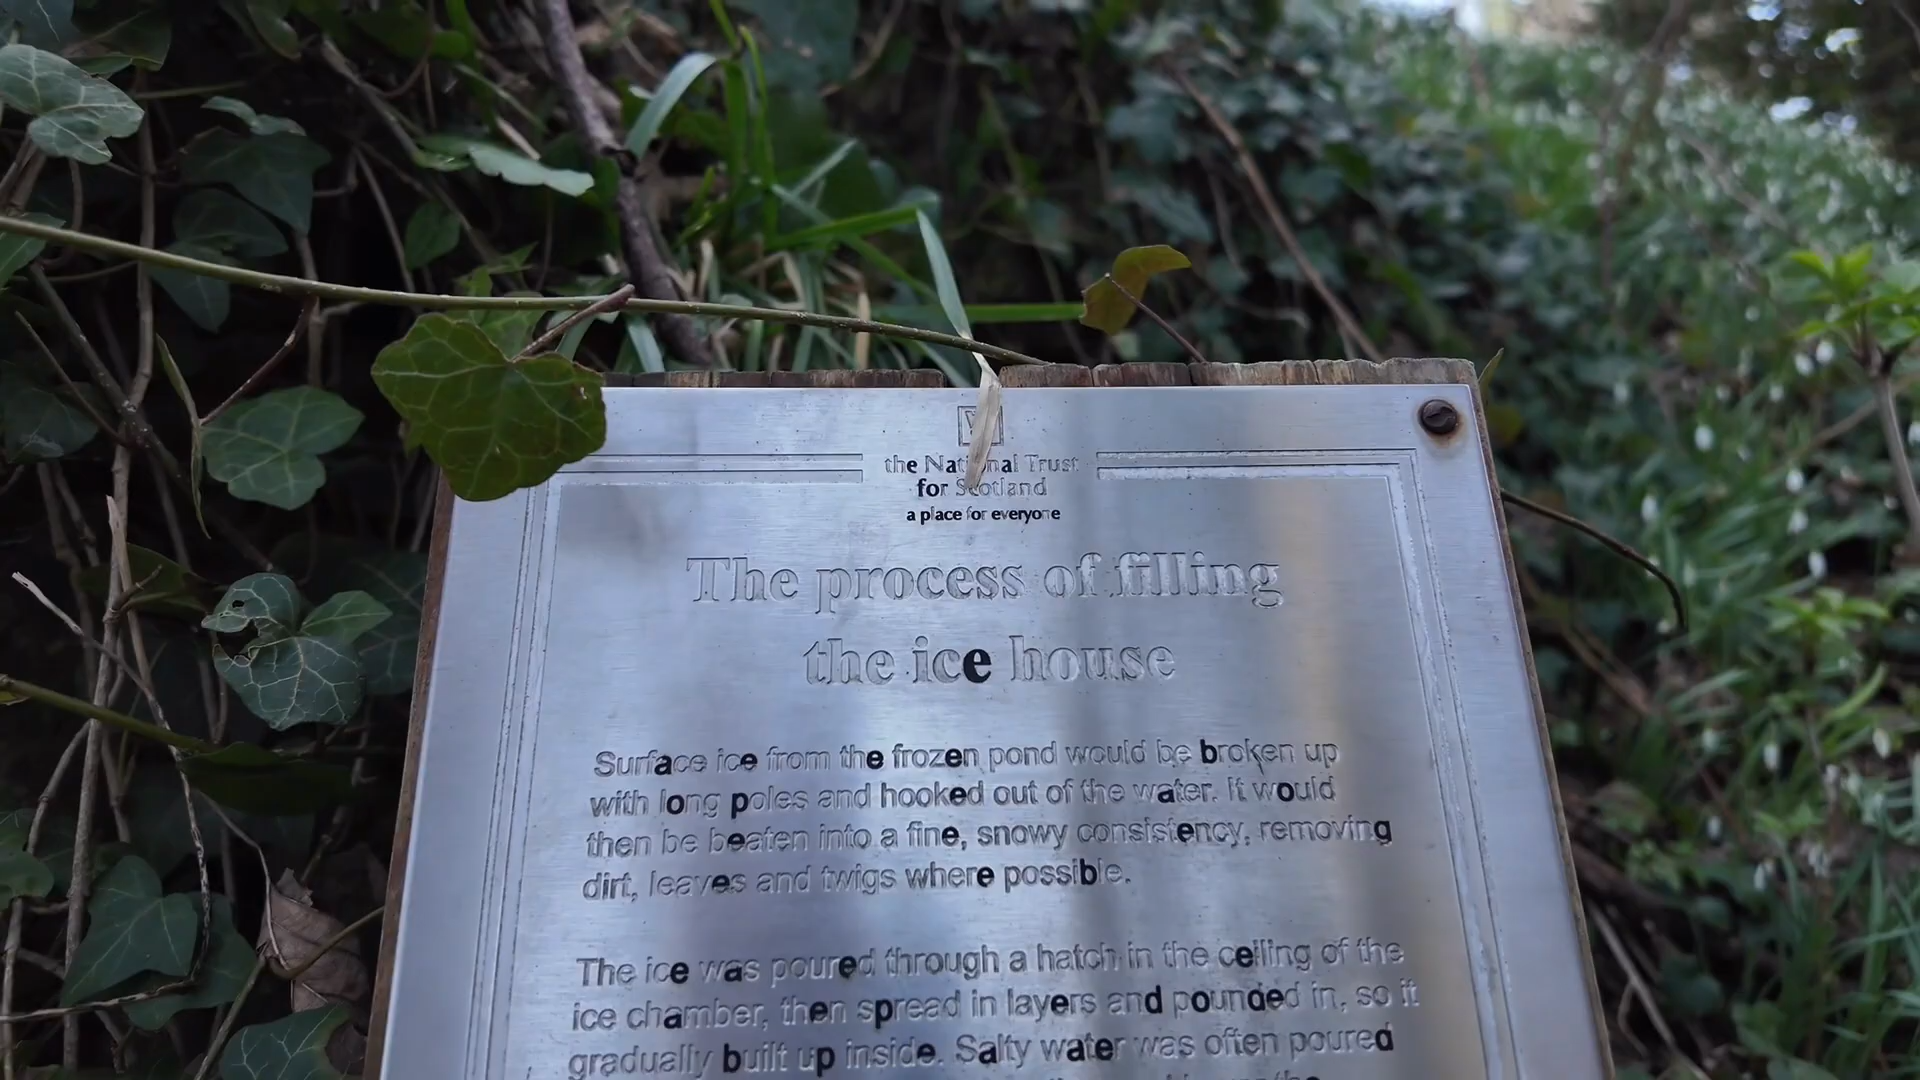 the National Trust
for Scotland
a place for everyone
The process of filling
the ice house
Surface ice from the frozen pond would be broken up
with long poles and hooked out of the water. It would
then be beaten into a fine, snowy consistency, removing
dirt, leaves and twigs where possible.
The ice was poured through a hatch in the ceiling of the
ice chamber, then spread in layers and pounded in, so it
gradually built up inside. Salty water was often poured